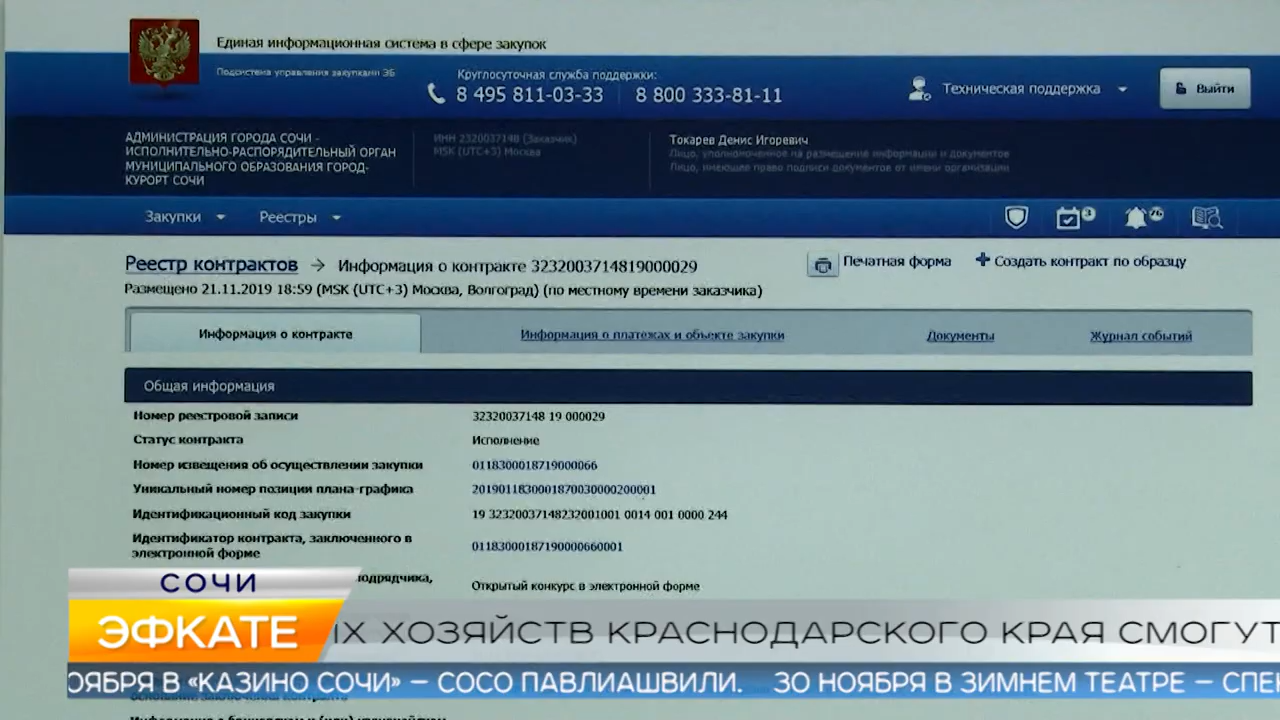 Единая информационная система в сфере закупок
Подсистема управления закупками ЭБ
Круглосуточная служба поддержки:
8 495 811-03-33 8 800 333-81-11
Техническая поддержка
Выйти
АДМИНИСТРАЦИЯ ГОРОДА СОЧИ -
ИСПОЛНИТЕЛЬНО-РАСПОРЯДИТЕЛЬНЫЙ ОРГАН
МУНИЦИПАЛЬНОГО ОБРАЗОВАНИЯ ГОРОД-
КУРОРТ СОЧИ
ИНН 2320037148 (Заказчик)
MSK (UTC+3) Москва
Токарев Денис Игоревич
Лицо, уполномоченное на размещение информации и документов
Лицо, имеющее право подписи документов от имени организации
Закупки Реестры
3 76
Реестр контрактов → Информация о контракте 3232003714819000029
Печатная форма
Создать контракт по образцу
Размещено 21.11.2019 18:59 (MSK (UTC+3) Москва, Волгоград) (по местному времени заказчика)
Информация о контракте Информация о платежах и объекте закупки Документы Журнал событий
Общая информация
Номер реестровой записи 32320037148 19 000029
Статус контракта Исполнение
Номер извещения об осуществлении закупки 0118300018719000066
Уникальный номер позиции плана-графика 2019011830001870030000200001
Идентификационный код закупки 19 32320037148232001001 0014 001 0000 244
Идентификатор контракта, заключенного в
электронной форме 01183000187190000660001
подрядчика, Открытый конкурс в электронной форме
СОЧИ
ЭФКАТЕ
ЫХ ХОЗЯЙСТВ КРАСНОДАРСКОГО КРАЯ СМОГУТ
ОЯБРЯ В «КАЗИНО СОЧИ» – СОСО ПАВЛИАШВИЛИ. 30 НОЯБРЯ В ЗИМНЕМ ТЕАТРЕ – СПЕК